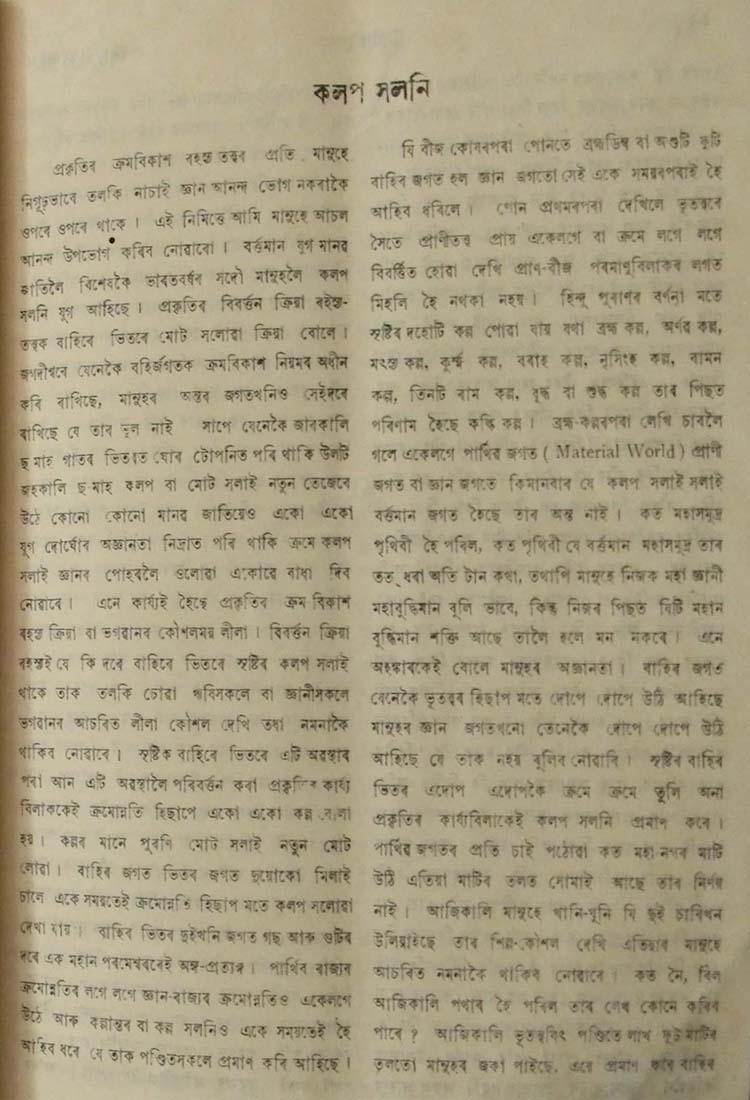 কলপ সলনি
প্ৰকৃতিৰ ক্ৰমবিকাশ ৰহস্য তত্বৰ প্ৰতি মানুহে
নিগূঢ়ভাৱে তলকি নাচাই জ্ঞান আনন্দ ভোগ নকৰাকৈ
ওপৰে ওপৰে থাকে। এই নিমিত্তে আমি মানুহে আচল
আনন্দ উপভোগ কৰিব নোৱাৰো। বৰ্ত্তমান যুগ মানৱ
জাতিলৈ বিশেষকৈ ভাৰতবৰ্ষৰ সদৌ মানুহলৈ কলপ
সলনি যুগ আহিছে। প্ৰকৃতিৰ বিবৰ্ত্তন ক্ৰিয়া ৰহস্য-
তত্বক বাহিৰে ভিতৰে মোট সলোৱা ক্ৰিয়া বোলে।
জগদীশ্বৰে যেনেকৈ বহিৰ্জগতক ক্ৰমবিকাশ নিয়মৰ অধীন
কৰি ৰাখিছে, মানুহৰ অন্তৰ জগতখনিও সেইদৰে
ৰাখিছে যে তাৰ ভুল নাই সাপে যেনেকৈ জাৰকালি
ছ মাহ গাতৰ ভিতৰত ঘোৰ টোপনিত পৰি থাকি উলটি
জহকালি ছ মাহ কলপ বা মোট সলাই নতুন তেজেৰে
উঠে কোনো কোনো মানৱ জাতিয়েও একো একো
যুগ দোৰ্ঘোৰ অজ্ঞানতা নিদ্ৰাত পৰি থাকি ক্ৰমে কলপ
সলাই জ্ঞানৰ পোহৰলৈ ওলোৱা একোৱে বাধা দিব
নোৱাৰে। এনে কাৰ্য্যই হৈছে প্ৰকৃতিৰ ক্ৰম বিকাশ
ৰহস্য ক্ৰিয়া বা ভগৱানৰ কৌশলময় লীলা। বিবৰ্ত্তন ক্ৰিয়া
ৰহস্যই যে কি দৰে বাহিৰে ভিতৰে সৃষ্টিৰ কলপ সলাই
থাকে তাক তলকি চোৱা ঋষিসকলে বা জ্ঞানীসকলে
ভগৱানৰ আচৰিত লীলা কৌশল দেখি তধা নমনাকৈ
থাকিব নোৱাৰে। সৃষ্টিক বাহিৰে ভিতৰে এটি অৱস্থাৰ
পৰা আন এটি অৱস্থালৈ পৰিবৰ্ত্তন কৰা প্ৰকৃতিৰ কাৰ্য্য
বিলাককেই ক্ৰমোন্নতি হিছাপে একো একো কল্প বোলা
হয়। কল্পৰ মানে পুৰণি মোট সলাই নতুন মোট
লোৱা। বাহিৰ জগত ভিতৰ জগত দুয়োকো মিলাই
চালে একে সময়তেই ক্ৰমোন্নতি হিছাপ মতে কলপ সলোৱা
দেখা যায়। বাহিৰ ভিতৰ দুইখনি জগত গছ আৰু গুটিৰ
দৰে এক মহান পৰমেশ্বৰৰেই অঙ্গ-প্ৰত্যঙ্গ। পাৰ্থিৱ ৰাজ্যৰ
ক্ৰমোন্নতিৰ লগে লগে জ্ঞান-ৰাজ্যৰ ক্ৰমোন্নতিও একেলগে
উঠে আৰু কল্পান্তৰ বা কল্প সলনিও একে সময়তেই হৈ
আহিব ধৰে যে তাক পণ্ডিতসকলে প্ৰমাণ কৰি আহিছে।
যি বীজ কোষৰপৰা পোনতে ব্ৰহ্মডিম্ব বা অণ্ডটি ফুটি
বাহিৰ জগত হল জ্ঞান জগতো সেই একে সময়ৰপৰাই হৈ
আহিব ধৰিলে। পোন প্ৰথমৰপৰা দেখিলে ভূতত্বৰে
সৈতে প্ৰাণীতত্ব প্ৰায় একেলগে বা ক্ৰমে লগে লগে
বিবৰ্ত্তিত হোৱা দেখি প্ৰাণ-বীজ পৰমাণুবিলাকৰ লগত
মিহলি হৈ নথকা নহয়। হিন্দু পুৰাণৰ বৰ্ণনা মতে
সৃষ্টিৰ দহোটি কল্প পোৱা যায় যথা ব্ৰহ্ম কল্প, অৰ্ণৱ কল্প,
মৎস্য কল্প, কূৰ্ম্ম কল্প, বৰাহ কল্প, নৃসিংহ কল্প, বামন
কল্প, তিনটি ৰাম কল্প, বুদ্ধ বা শুদ্ধ কল্প তাৰ পিছত
পৰিণাম হৈছে কল্কি কল্প। ব্ৰহ্ম-কল্পৰপৰা লেখি চাবলৈ
গলে একেলগে পাৰ্থিৱ জগত ( Material World ) প্ৰাণী
জগত বা জ্ঞান জগতে কিমানবাৰ যে কলপ সলাই সলাই
বৰ্ত্তমান জগত হৈছে তাৰ অন্ত নাই। কত মহাসমুদ্ৰ
পৃথিৱী হৈ পৰিল, কত পৃথিৱী যে বৰ্ত্তমান মহাসমুদ্ৰ তাৰ
তত্ ধৰা অতি টান কথা, তথাপি মানুহে নিজক মহা জ্ঞানী
মহাবুদ্ধিমান বুলি ভাবে, কিন্তু নিজৰ পিছত যিটি মহান
বুদ্ধিমান শক্তি আছে তালৈ হলে মন নকৰে। এনে
অহঙ্কাৰকেই বোলে মানুহৰ অজ্ঞানতা। বাহিৰ জগত
যেনেকৈ ভূতত্বৰ হিছাপ মতে দোপে দোপে উঠি আহিছে
মানুহৰ জ্ঞান জগতখনো তেনেকৈ দোপে দোপে উঠি
আহিছে যে তাক নহয় বুলিব নোৱাৰি। সৃষ্টিৰ বাহিৰ
ভিতৰ এদোপ এদোপকৈ ক্ৰমে ক্ৰমে তুলি অনা
প্ৰকৃতিৰ কাৰ্য্যবিলাকেই কলপ সলনি প্ৰমাণ কৰে।
পাৰ্থিৱ জগতৰ প্ৰতি চাই পঠোৱা কত মহা নগৰ মাটি
উঠি এতিয়া মাটিৰ তলত সোমাই আছে তাৰ নিৰ্ণয়
নাই। আজিকালি মানুহে খানি-খুনি যি দুই চাৰিখন
উলিয়াইছে তাৰ শিল্প-কৌশল দেখি এতিয়াৰ মানুহে
আচৰিত নমনাকৈ থাকিব নোৱাৰে। কত নৈ, বিল
আজিকালি পথাৰ হৈ পৰিল তাৰ লেখ কোনে কৰিব
পাৰে? আজিকালি ভূতত্ববিৎ পণ্ডিতে লাখ ফুট মাটিৰ
তলতো মানুহৰ জকা পাইছে, এৱে প্ৰমাণ কৰে বাহিৰ